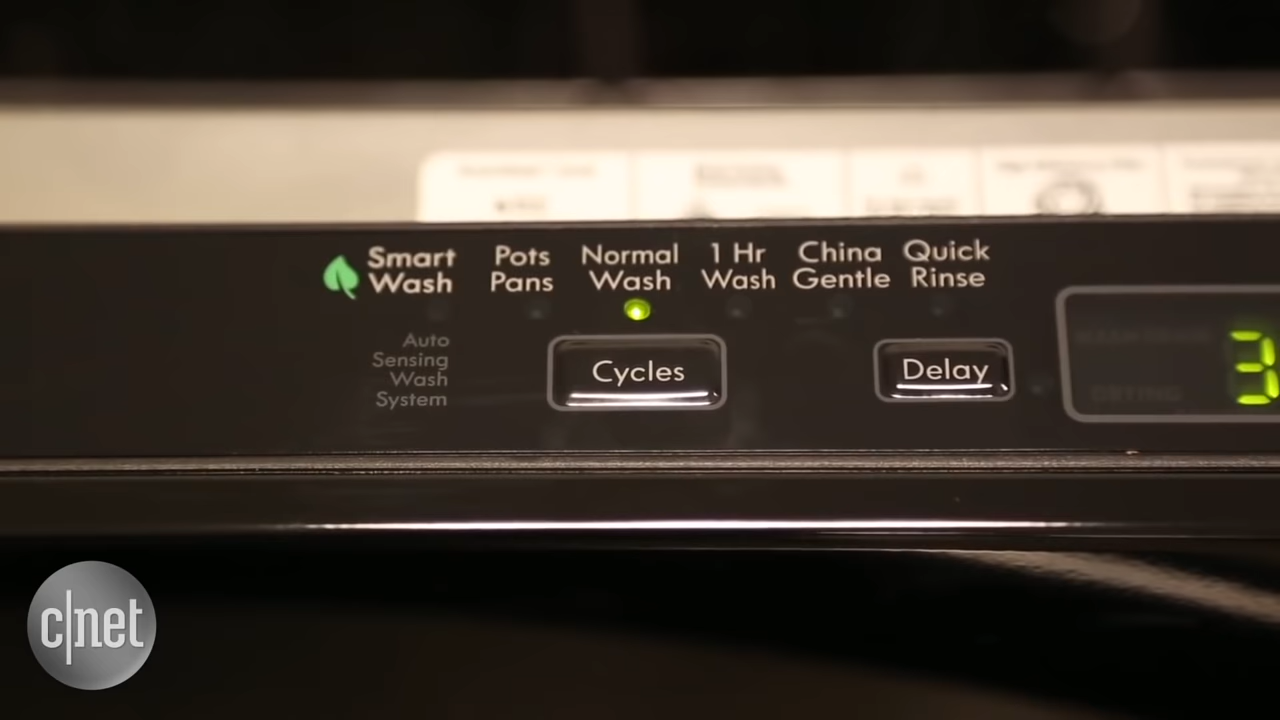 Smart
Wash
Pots
Pans
Normal
Wash
1 Hr
Wash
China
Gentle
Quick
Rinse
Auto
Sensing
Wash
System
Cycles
Delay
3
c|net